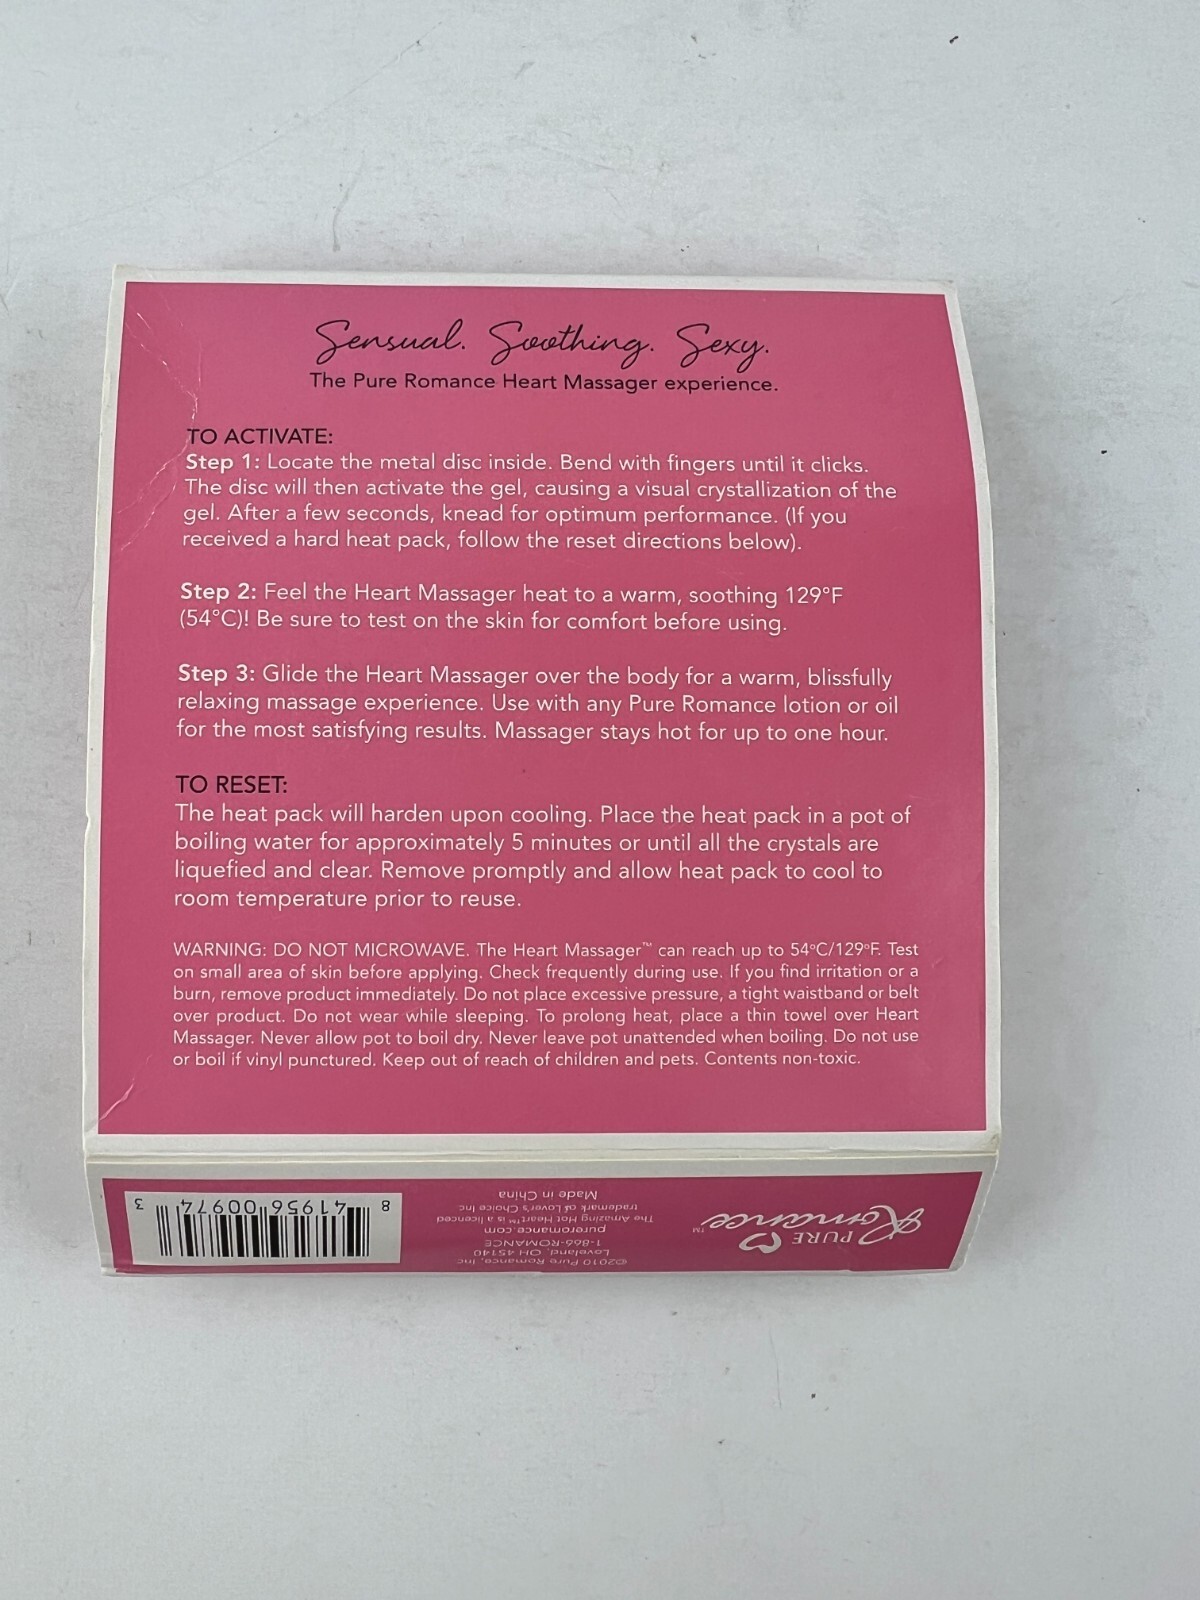 Sensual. Soothing. Sexy.
The Pure Romance Heart Massager experience.
TO ACTIVATE:
Step 1: Locate the metal disc inside. Bend with fingers until it clicks.
The disc will then activate the gel, causing a visual crystallization of the
gel. After a few seconds, knead for optimum performance. (If you
received a hard heat pack, follow the reset directions below).
Step 2: Feel the Heart Massager heat to a warm, soothing 129°F
(54°C)! Be sure to test on the skin for comfort before using.
Step 3: Glide the Heart Massager over the body for a warm, blissfully
relaxing massage experience. Use with any Pure Romance lotion or oil
for the most satisfying results. Massager stays hot for up to one hour.
TO RESET:
The heat pack will harden upon cooling. Place the heat pack in a pot of
boiling water for approximately 5 minutes or until all the crystals are
liquefied and clear. Remove promptly and allow heat pack to cool to
room temperature prior to reuse.
WARNING: DO NOT MICROWAVE. The Heart Massager™ can reach up to 54°C/129°F. Test
on small area of skin before applying. Check frequently during use. If you find irritation or a
burn, remove product immediately. Do not place excessive pressure, a tight waistband or belt
over product. Do not wear while sleeping. To prolong heat, place a thin towel over Heart
Massager. Never allow pot to boil dry. Never leave pot unattended when boiling. Do not use
or boil if vinyl punctured. Keep out of reach of children and pets. Contents non-toxic.
PURE
Romance™
©2010 Pure Romance, Inc
Loveland, OH 45140
1-866-ROMANCE
pureromance.com
The Amazing Hot Heart™ is a licenced
trademark of Lover's Choice Inc
Made in China
8 41956 00974 3